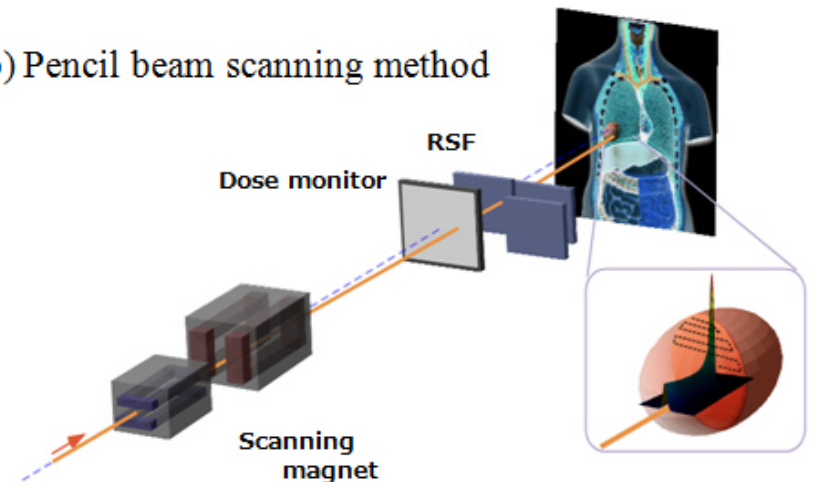 ) Pencil beam scanning method
RSF
Dose monitor
Scanning
magnet